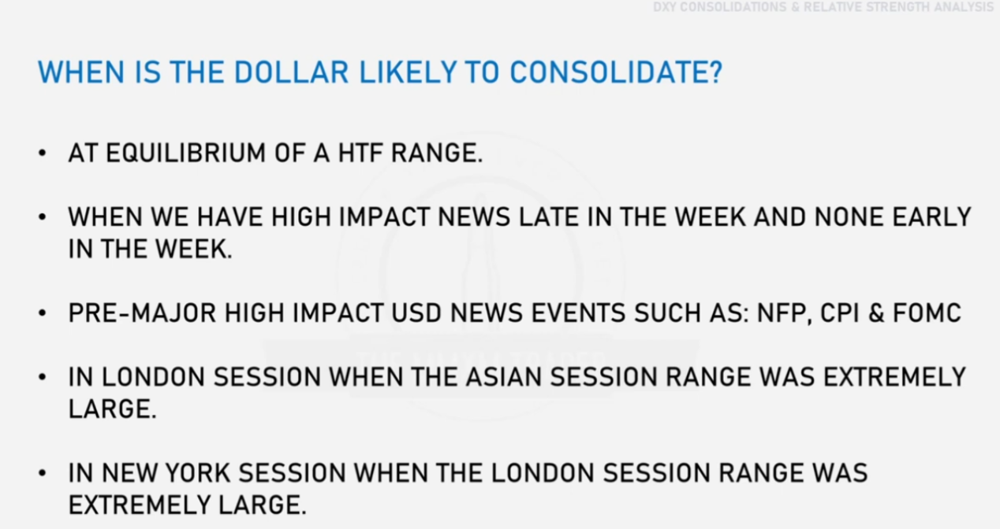 DXY CONSOLIDATIONS & RELATIVE STRENGTH ANALYSIS
WHEN IS THE DOLLAR LIKELY TO CONSOLIDATE?
• AT EQUILIBRIUM OF A HTF RANGE.
• WHEN WE HAVE HIGH IMPACT NEWS LATE IN THE WEEK AND NONE EARLY
IN THE WEEK.
• PRE-MAJOR HIGH IMPACT USD NEWS EVENTS SUCH AS: NFP, CPI & FOMC
• IN LONDON SESSION WHEN THE ASIAN SESSION RANGE WAS EXTREMELY
LARGE.
• IN NEW YORK SESSION WHEN THE LONDON SESSION RANGE WAS
EXTREMELY LARGE.